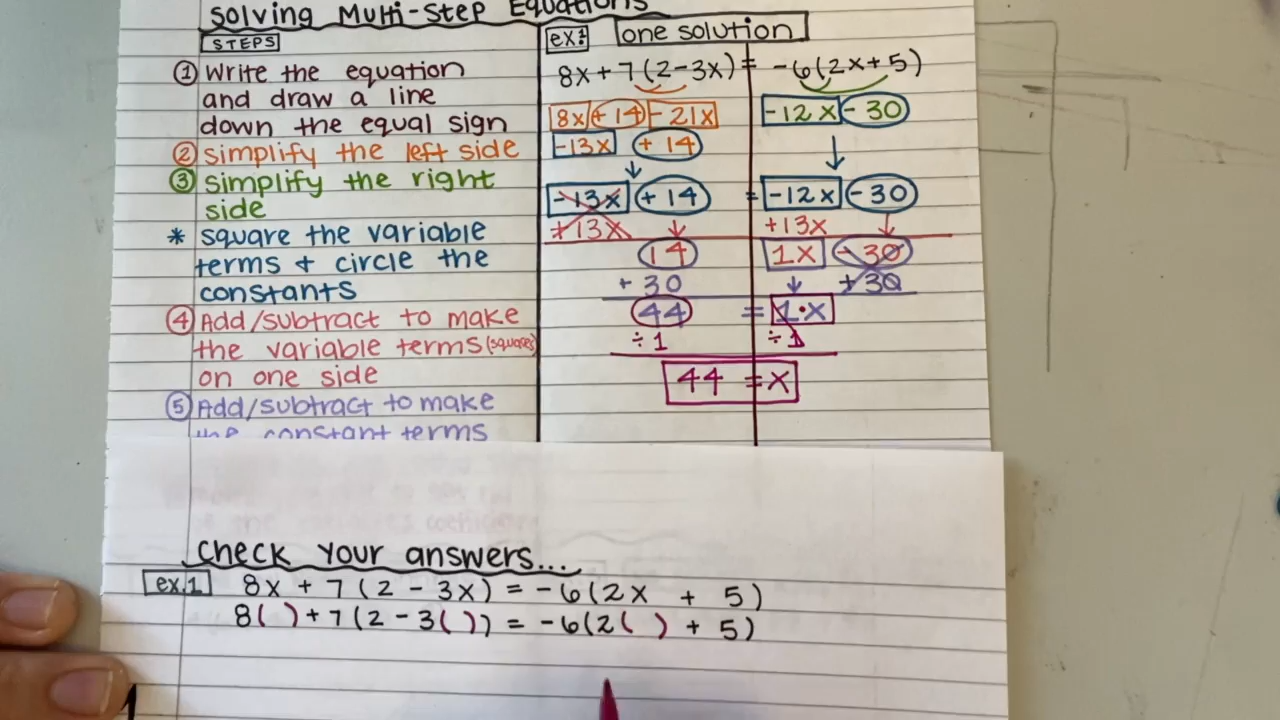 Solving Multi-Step Equations
STEPS
① Write the equation
and draw a line
down the equal sign
② simplify the left side
③ simplify the right
side
* square the variable
terms + circle the
constants
④ Add/subtract to make
the variable terms (squares)
on one side
⑤ Add/subtract to make
the constant terms
ex: one solution
8x + 7(2 - 3x) = -6(2x + 5)
8x + 14 - 21x -12x - 30
-13x + 14
-13x + 14 = -12x - 30
+13x +13x
14 1x - 30
+ 30 + 30
44 = 1·x
÷ 1 ÷ 1
44 = x
Check your answers...
ex.1 8x + 7(2 - 3x) = -6(2x + 5)
8( ) + 7(2 - 3( )) = -6(2( ) + 5)